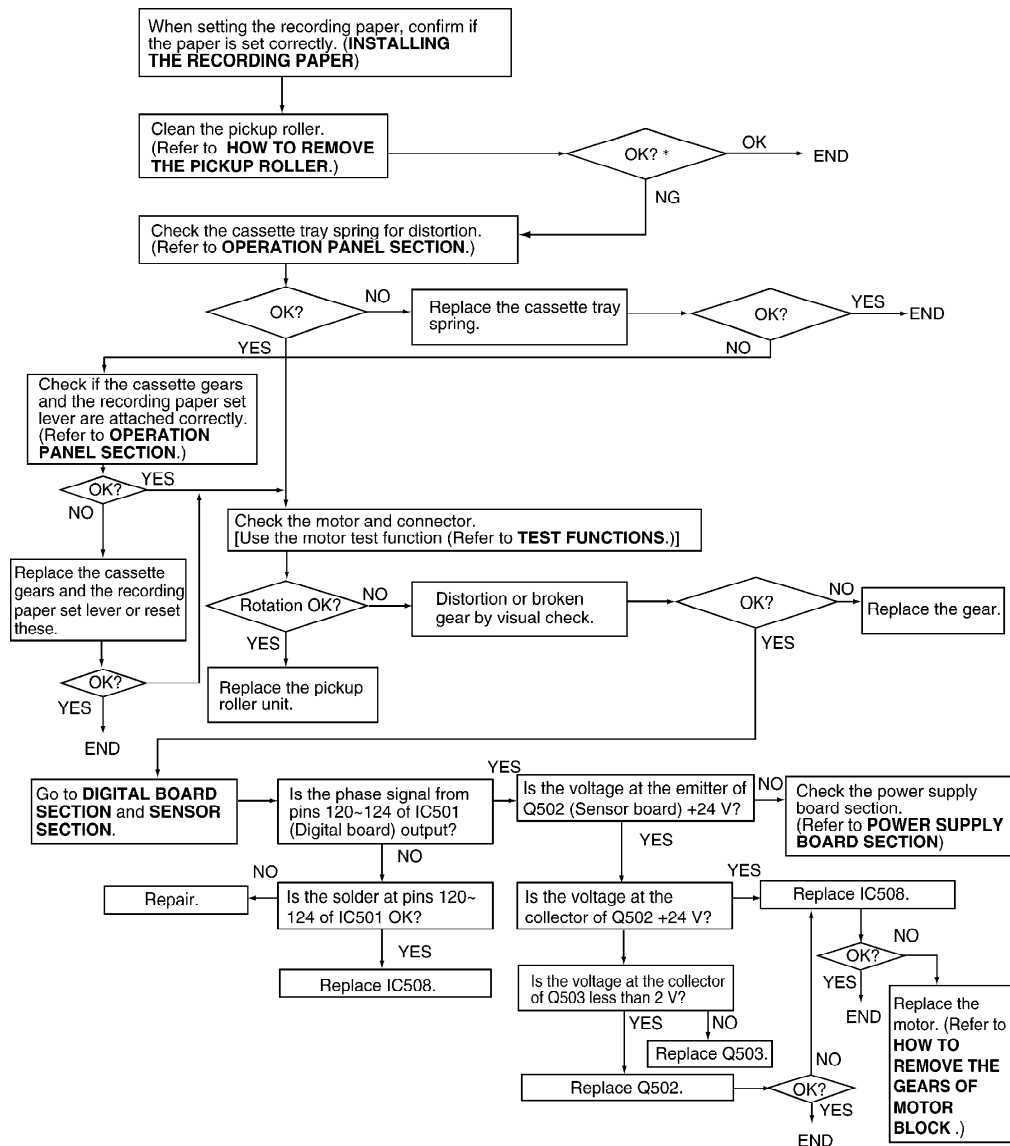 When setting the recording paper, confirm if
the paper is set correctly. (INSTALLING
THE RECORDING PAPER)
Clean the pickup roller.
(Refer to HOW TO REMOVE
THE PICKUP ROLLER.)
OK? *
OK
END
NG
Check the cassette tray spring for distortion.
(Refer to OPERATION PANEL SECTION.)
OK?
NO
Replace the cassette tray
spring.
OK?
YES
END
YES
NO
Check if the cassette gears
and the recording paper set
lever are attached correctly.
(Refer to OPERATION
PANEL SECTION.)
OK?
YES
NO
Check the motor and connector.
[Use the motor test function (Refer to TEST FUNCTIONS.)]
Replace the cassette
gears and the recording
paper set lever or reset
these.
Rotation OK?
NO
Distortion or broken
gear by visual check.
OK?
NO
Replace the gear.
YES
YES
Replace the pickup
roller unit.
OK?
YES
END
Go to DIGITAL BOARD
SECTION and SENSOR
SECTION.
Is the phase signal from
pins 120~124 of IC501
(Digital board) output?
YES
Is the voltage at the emitter of
Q502 (Sensor board) +24 V?
NO
Check the power supply
board section.
(Refer to POWER SUPPLY
BOARD SECTION)
NO
YES
Repair.
NO
Is the solder at pins 120~
124 of IC501 OK?
Is the voltage at the
collector of Q502 +24 V?
YES
Replace IC508.
YES
Replace IC508.
OK?
NO
YES
END
Is the voltage at the collector
of Q503 less than 2 V?
YES
NO
Replace Q503.
Replace Q502.
OK?
NO
YES
END
Replace the
motor. (Refer to
HOW TO
REMOVE THE
GEARS OF
MOTOR
BLOCK .)